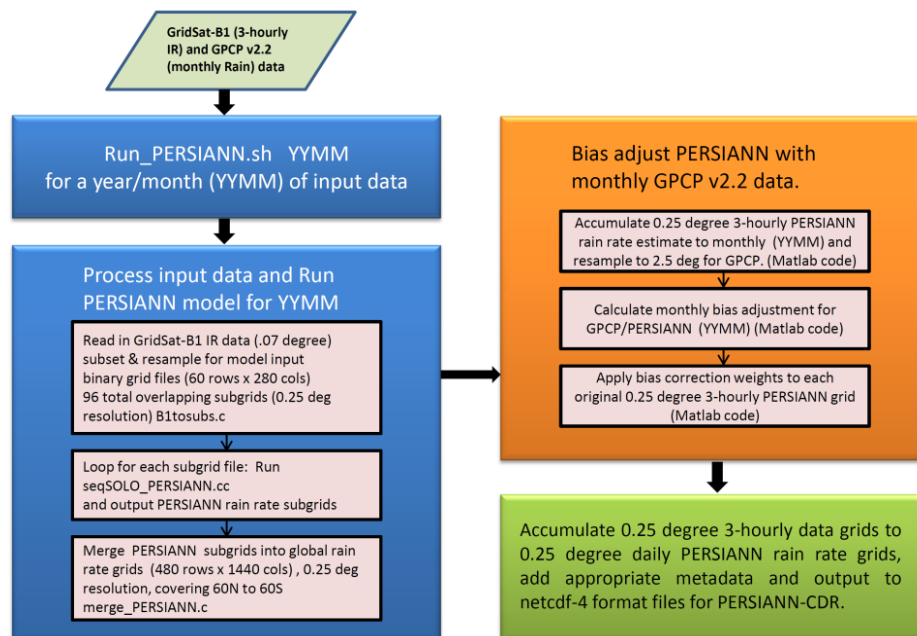 GridSat-B1 (3-hourly
IR) and GPCP v2.2
(monthly Rain) data
Run_PERSIANN.sh YYMM
for a year/month (YYMM) of input data
Process input data and Run
PERSIANN model for YYMM
Read in GridSat-B1 IR data (.07 degree)
subset & resample for model input
binary grid files (60 rows x 280 cols)
96 total overlapping subgrids (0.25 deg
resolution) B1tosubs.c
Loop for each subgrid file: Run
seqSOLO_PERSIANN.cc
and output PERSIANN rain rate subgrids
Merge PERSIANN subgrids into global rain
rate grids (480 rows x 1440 cols) , 0.25 deg
resolution, covering 60N to 60S
merge_PERSIANN.c
Bias adjust PERSIANN with
monthly GPCP v2.2 data.
Accumulate 0.25 degree 3-hourly PERSIANN
rain rate estimate to monthly (YYMM) and
resample to 2.5 deg for GPCP. (Matlab code)
Calculate monthly bias adjustment for
GPCP/PERSIANN (YYMM) (Matlab code)
Apply bias correction weights to each
original 0.25 degree 3-hourly PERSIANN grid
(Matlab code)
Accumulate 0.25 degree 3-hourly data grids to
0.25 degree daily PERSIANN rain rate grids,
add appropriate metadata and output to
netcdf-4 format files for PERSIANN-CDR.